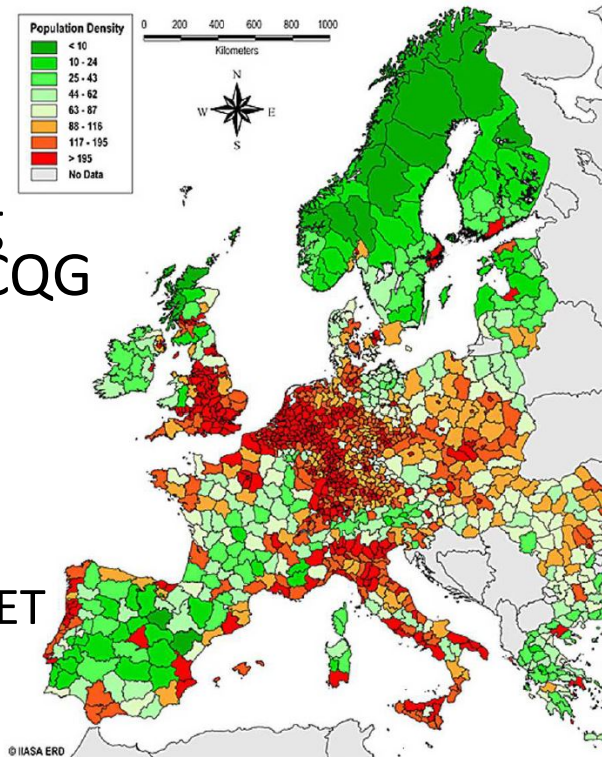 Population Density
< 10
10 - 24
25 - 43
44 - 62
63 - 87
88 - 116
117 - 195
> 195
No Data
0 200 400 600 800 1000
Kilometers
N
W E
S
CQG
ET
© IIASA ERD